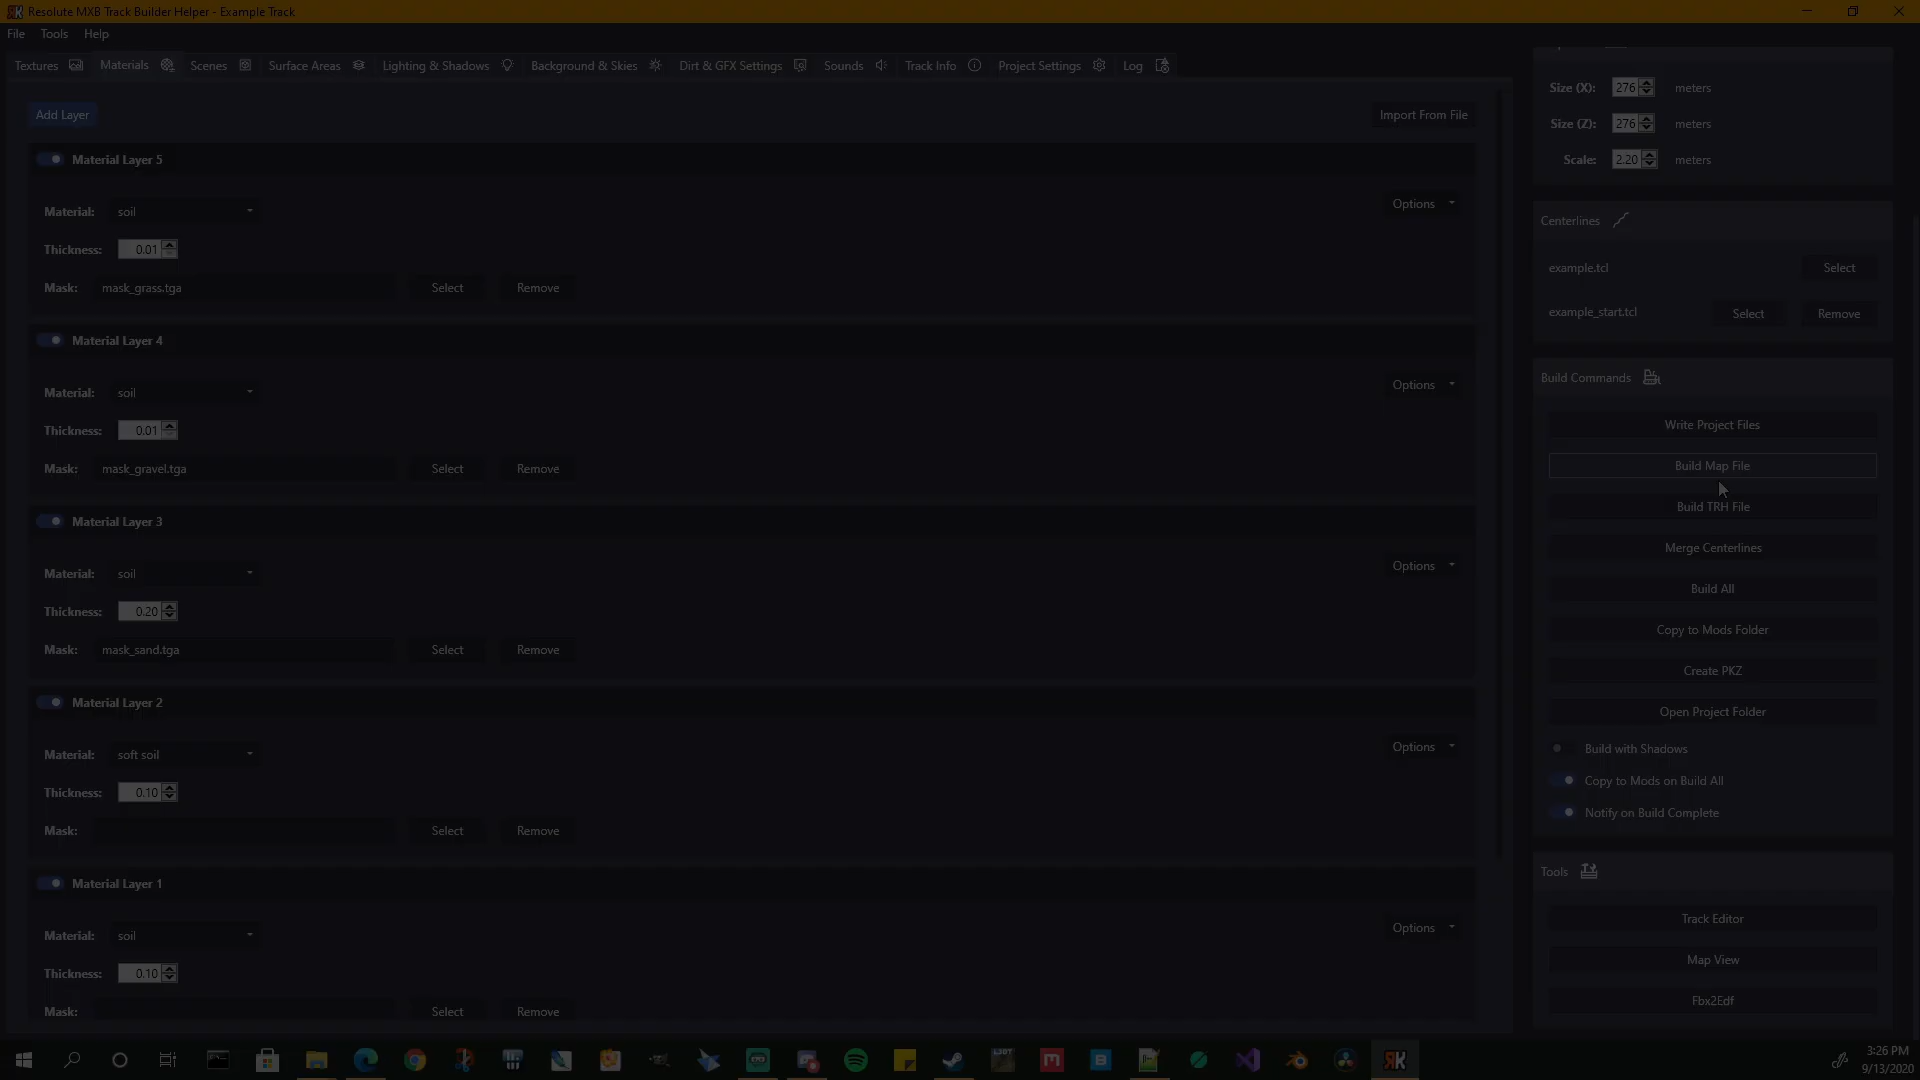 Resolute MXB Track Builder Helper - Example Track
File Tools Help
Textures Materials Scenes Surface Areas Lighting & Shadows Background & Skies Dirt & GFX Settings Sounds Track Info Project Settings Log
Add Layer
Import From File
Material Layer 5
Material: soil
Options
Thickness: 0.01
Mask: mask_grass.tga Select Remove
Material Layer 4
Material: soil
Options
Thickness: 0.01
Mask: mask_gravel.tga Select Remove
Material Layer 3
Material: soil
Options
Thickness: 0.20
Mask: mask_sand.tga Select Remove
Material Layer 2
Material: soft soil
Options
Thickness: 0.10
Mask: Select Remove
Material Layer 1
Material: soil
Options
Thickness: 0.10
Mask: Select Remove
Size (X): 276 meters
Size (Z): 276 meters
Scale: 2.20 meters
Centerlines
example.tcl Select
example_start.tcl Select Remove
Build Commands
Write Project Files
Build Map File
Build TRH File
Merge Centerlines
Build All
Copy to Mods Folder
Create PKZ
Open Project Folder
Build with Shadows
Copy to Mods on Build All
Notify on Build Complete
Tools
Track Editor
Map View
Fbx2Edf
3:26 PM
9/13/2020